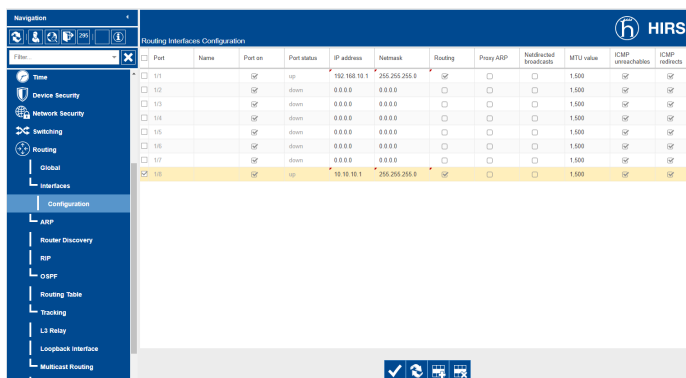 Navigation
295
HIRS
Routing Interfaces Configuration
Filter...
Port Name Port on Port status IP address Netmask Routing Proxy ARP Netdirected broadcasts MTU value ICMP unreachables ICMP redirects
1/1 up 192.168.10.1 255.255.255.0 1,500
1/2 down 0.0.0.0 0.0.0.0 1,500
1/3 down 0.0.0.0 0.0.0.0 1,500
1/4 down 0.0.0.0 0.0.0.0 1,500
1/5 down 0.0.0.0 0.0.0.0 1,500
1/6 down 0.0.0.0 0.0.0.0 1,500
1/7 down 0.0.0.0 0.0.0.0 1,500
1/8 up 10.10.10.1 255.255.255.0 1,500
Time
Device Security
Network Security
Switching
Routing
Global
Interfaces
Configuration
ARP
Router Discovery
RIP
OSPF
Routing Table
Tracking
L3 Relay
Loopback Interface
Multicast Routing